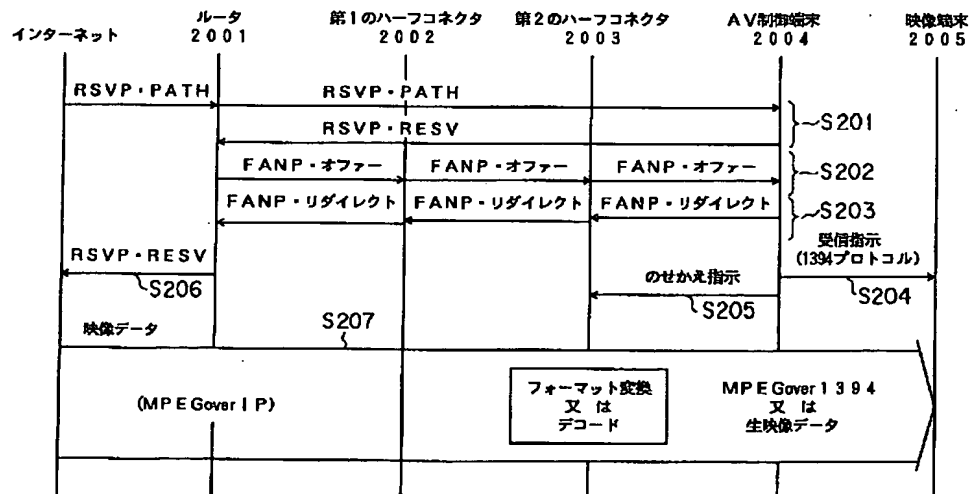 インターネット
ルータ
2001
第1のハーフコネクタ
2002
第2のハーフコネクタ
2003
AV制御端末
2004
映像端末
2005
RSVP・PATH
RSVP・PATH
RSVP・RESV
S201
FANP・オファー
FANP・オファー
FANP・オファー
S202
FANP・リダイレクト
FANP・リダイレクト
FANP・リダイレクト
S203
RSVP・RESV
S206
受信指示
(1394プロトコル)
S204
のせかえ指示
S205
映像データ
S207
(MPEGoverIP)
フォーマット変換
又は
デコード
MPEGover1394
又は
生映像データ